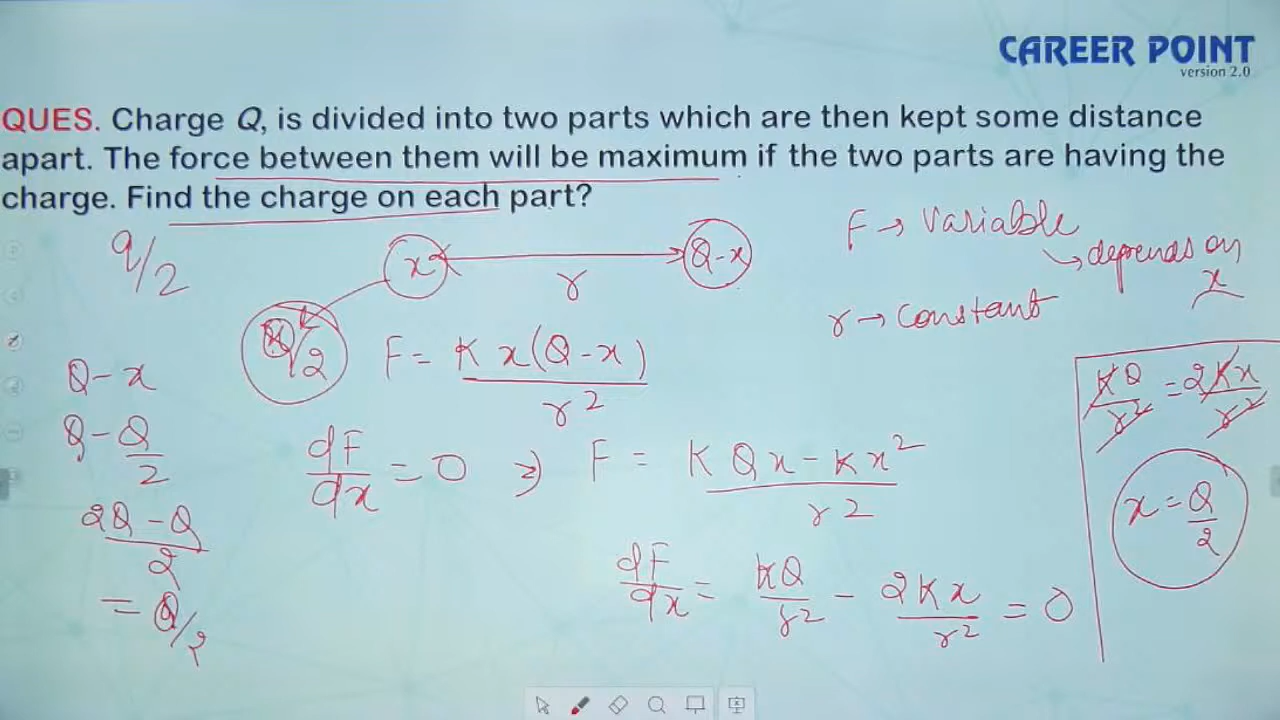 CAREER POINT
version 2.0
QUES. Charge Q, is divided into two parts which are then kept some distance
apart. The force between them will be maximum if the two parts are having the
charge. Find the charge on each part?
q/2
x
r
Q-x
F → variable
↳ depends on
x
r → constant
/2
F = K x(Q-x) / r²
Q-x
Q-Q/2
2Q-Q/2
= Q/2
dF/dx = 0 ⇒ F = KQx-Kx²/r²
dF/dx = KQ/r² - 2Kx/r² = 0
KQ/r² = 2Kx/r²
x = Q/2